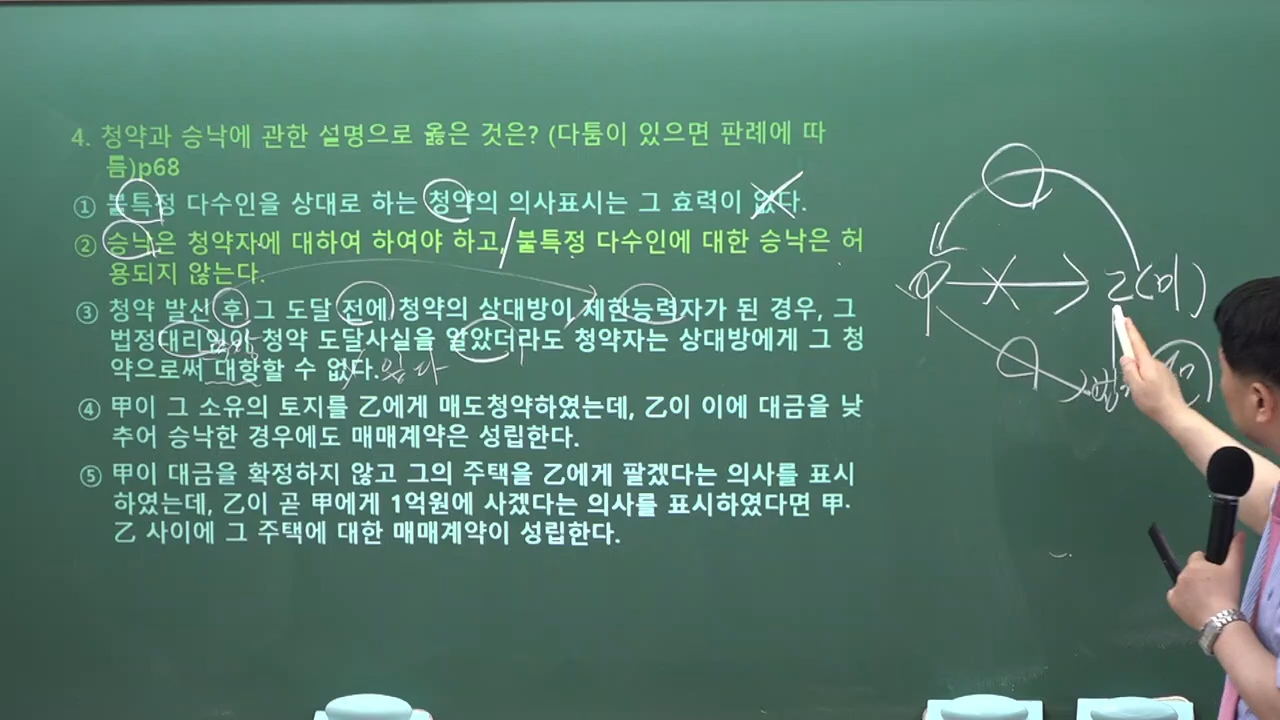 4. 청약과 승낙에 관한 설명으로 옳은 것은? (다툼이 있으면 판례에 따
름)p68
① 불특정 다수인을 상대로 하는 청약의 의사표시는 그 효력이 없다.
② 승낙은 청약자에 대하여 하여야 하고, 불특정 다수인에 대한 승낙은 허
용되지 않는다.
③ 청약 발신 후 그 도달 전에 청약의 상대방이 제한능력자가 된 경우, 그
법정대리인이 청약 도달사실을 알았더라도 청약자는 상대방에게 그 청
약으로써 대항할 수 없다. 있다
④ 甲이 그 소유의 토지를 乙에게 매도청약하였는데, 乙이 이에 대금을 낮
추어 승낙한 경우에도 매매계약은 성립한다.
⑤ 甲이 대금을 확정하지 않고 그의 주택을 乙에게 팔겠다는 의사를 표시
하였는데, 乙이 곧 甲에게 1억원에 사겠다는 의사를 표시하였다면 甲·
乙 사이에 그 주택에 대한 매매계약이 성립한다.
甲 乙(미)